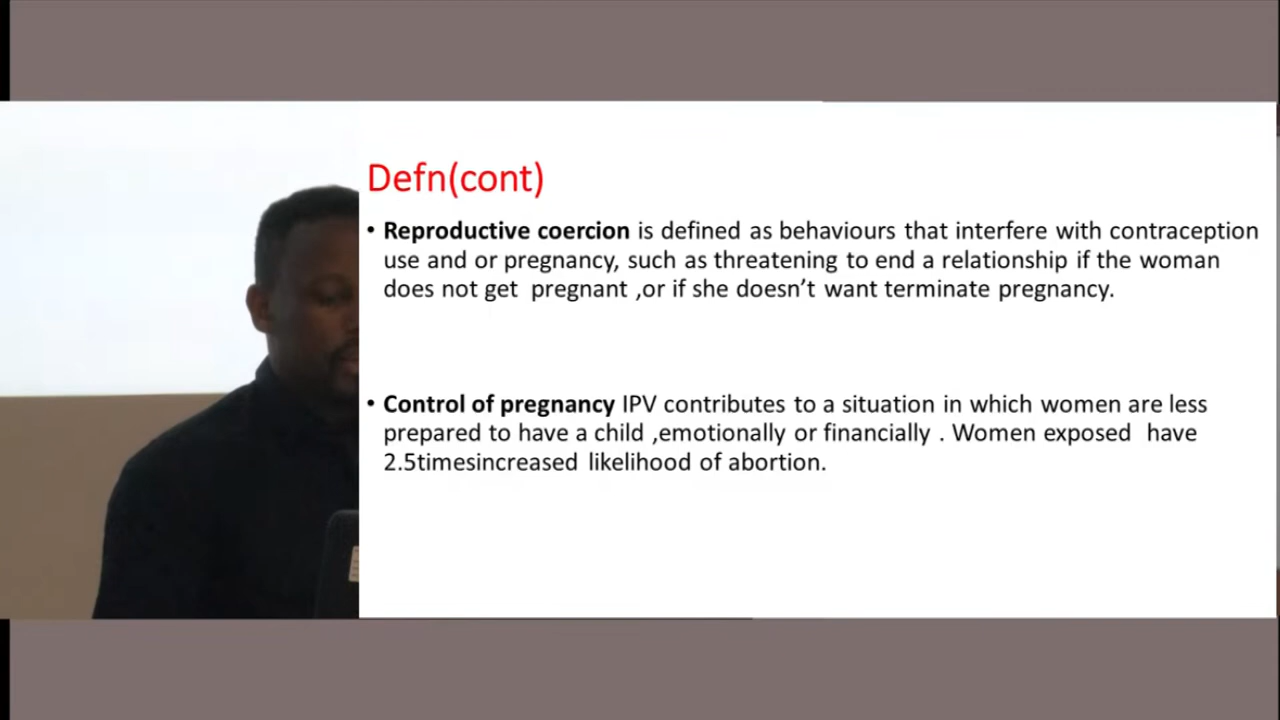 Defn(cont)
• Reproductive coercion is defined as behaviours that interfere with contraception
use and or pregnancy, such as threatening to end a relationship if the woman
does not get pregnant ,or if she doesn’t want terminate pregnancy.
• Control of pregnancy IPV contributes to a situation in which women are less
prepared to have a child ,emotionally or financially . Women exposed have
2.5timesincreased likelihood of abortion.